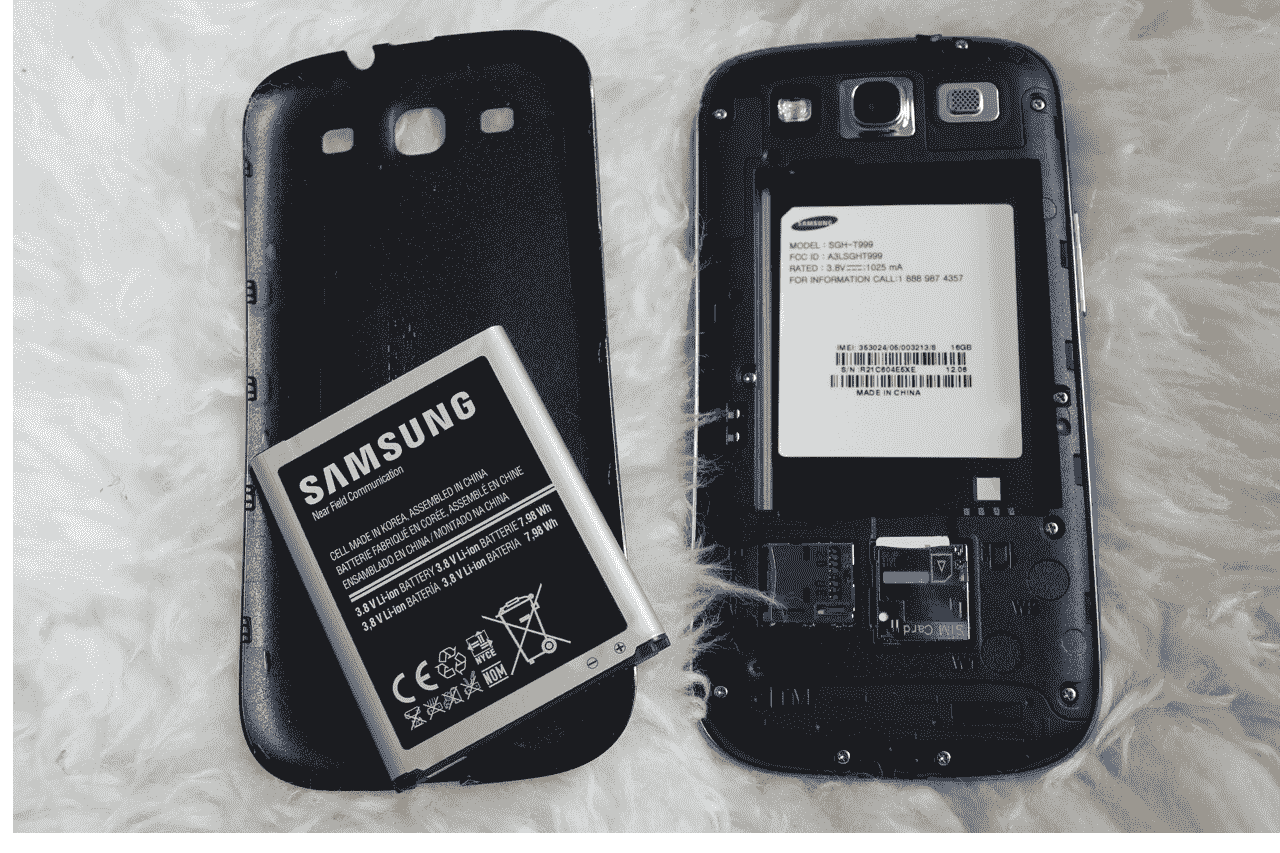 SAMSUNG
Near Field Communication
CELL MADE IN KOREA, ASSEMBLED IN CHINA
BATTERIE FABRIQUÉ EN CORÉE, ASSEMBLÉ EN CHINE
ENSAMBLADO EN CHINA / MONTADO NA CHINA
3.8 V Li-ion BATTERY 3.8 V Li-ion BATTERIE 7.98 Wh
3,8 V Li-ion BATERÍA 3,8 V Li-ion BATERIA 7.98 Wh
CE
NYCE
NOM
SAMSUNG
MODEL : SGH-T999
FCC ID : A3LSGHT999
RATED : 3.8V 1025 mA
FOR INFORMATION CALL:1 888 987 4357
IMEI: 353024/05/003213/5 16GB
S/N :R21C604E5XE 12.06
MADE IN CHINA
SIM Card